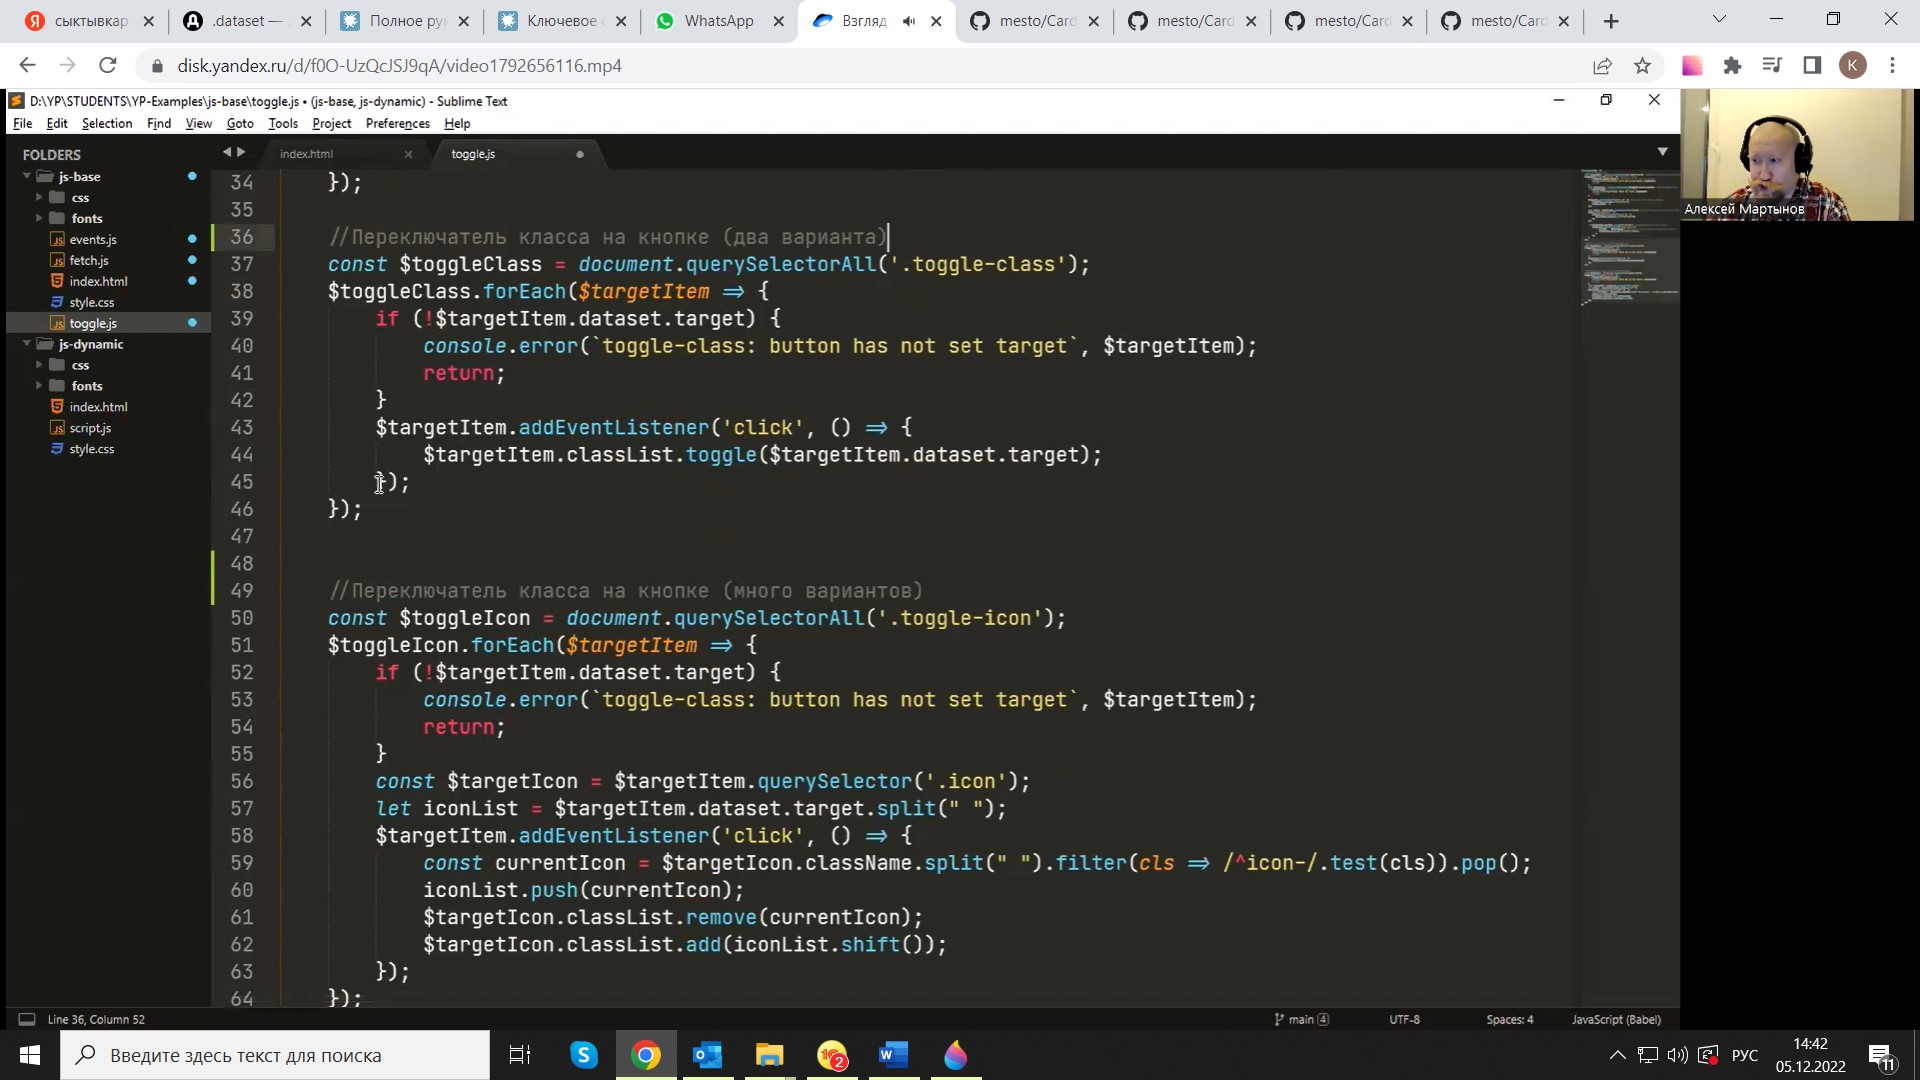 сыктывкар
.dataset —
Полное рук
Ключевое с
WhatsApp
Взгляд
mesto/Card
mesto/Card
mesto/Card
mesto/Card
disk.yandex.ru/d/f0O-UzQcJSJ9qA/video1792656116.mp4
K
D:\YP\STUDENTS\YP-Examples\js-base\toggle.js • (js-base, js-dynamic) - Sublime Text
File Edit Selection Find View Goto Tools Project Preferences Help
FOLDERS
js-base
css
fonts
events.js
fetch.js
index.html
style.css
toggle.js
js-dynamic
css
fonts
index.html
script.js
style.css
index.html
toggle.js
34 });
35
36 //Переключатель класса на кнопке (два варианта)
37 const $toggleClass = document.querySelectorAll('.toggle-class');
38 $toggleClass.forEach($targetItem => {
39 if (!$targetItem.dataset.target) {
40 console.error(`toggle-class: button has not set target`, $targetItem);
41 return;
42 }
43 $targetItem.addEventListener('click', () => {
44 $targetItem.classList.toggle($targetItem.dataset.target);
45 });
46 });
47
48
49 //Переключатель класса на кнопке (много вариантов)
50 const $toggleIcon = document.querySelectorAll('.toggle-icon');
51 $toggleIcon.forEach($targetItem => {
52 if (!$targetItem.dataset.target) {
53 console.error(`toggle-class: button has not set target`, $targetItem);
54 return;
55 }
56 const $targetIcon = $targetItem.querySelector('.icon');
57 let iconList = $targetItem.dataset.target.split(" ");
58 $targetItem.addEventListener('click', () => {
59 const currentIcon = $targetIcon.className.split(" ").filter(cls => /^icon-/.test(cls)).pop();
60 iconList.push(currentIcon);
61 $targetIcon.classList.remove(currentIcon);
62 $targetIcon.classList.add(iconList.shift());
63 });
64 });
Алексей Мартынов
Line 36, Column 52
main 4
UTF-8
Spaces: 4
JavaScript (Babel)
Введите здесь текст для поиска
2
РУС
14:42
05.12.2022
11